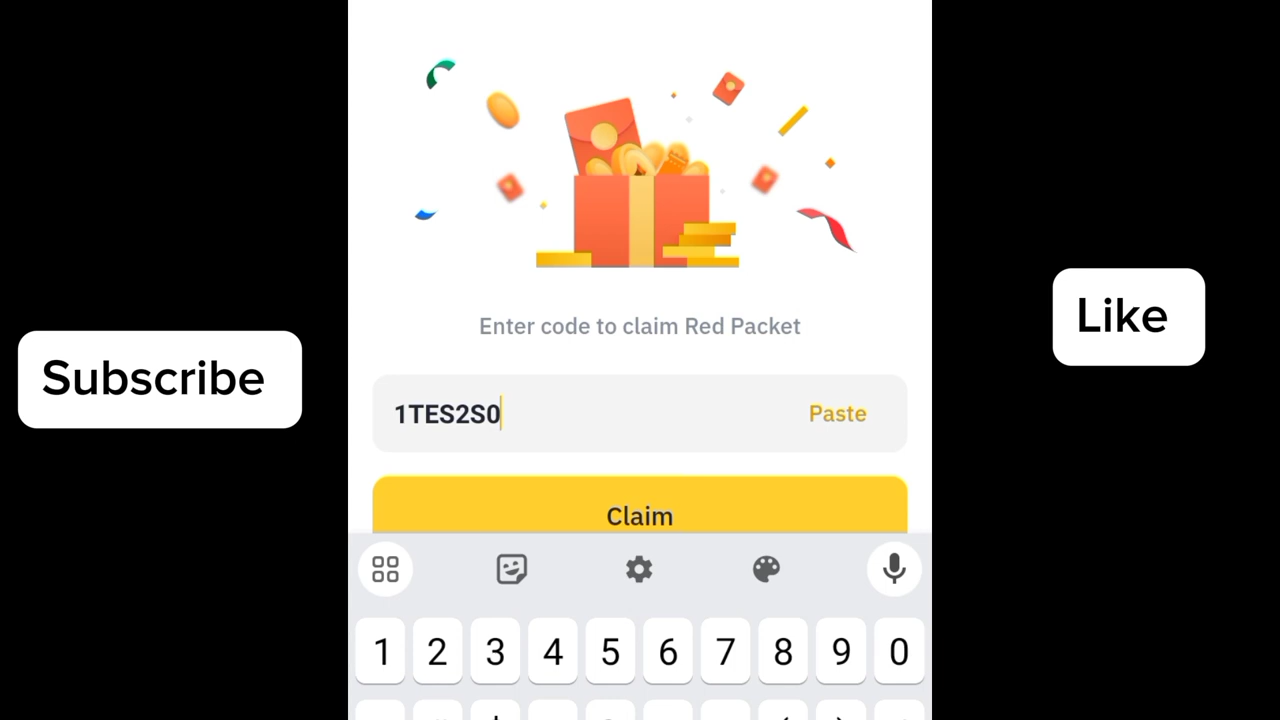 Enter code to claim Red Packet
Subscribe
Like
1TES2S0
Paste
Claim
1 2 3 4 5 6 7 8 9 0